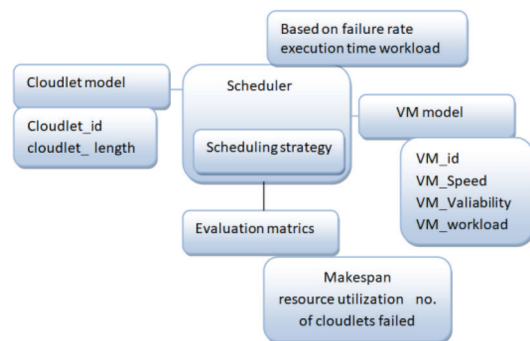 Based on failure rate
execution time workload
Cloudlet model
Scheduler
VM model
Cloudlet_id
cloudlet_ length
Scheduling strategy
VM_id
VM_Speed
VM_Valiability
VM_workload
Evaluation matrics
Makespan
resource utilization no.
of cloudlets failed